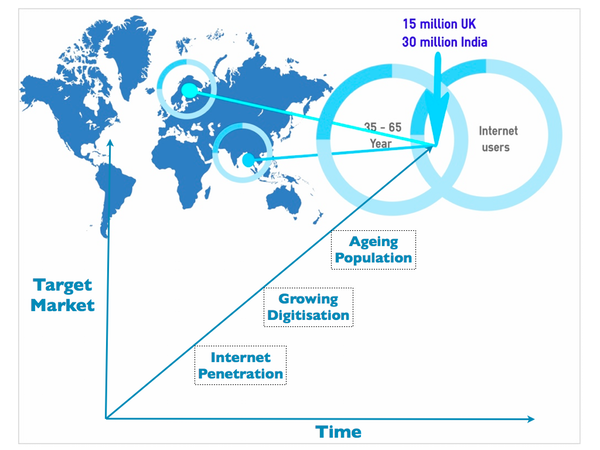 15 million UK
30 million India
35 - 65
Year
Internet
users
Ageing
Population
Target
Market
Growing
Digitisation
Internet
Penetration
Time